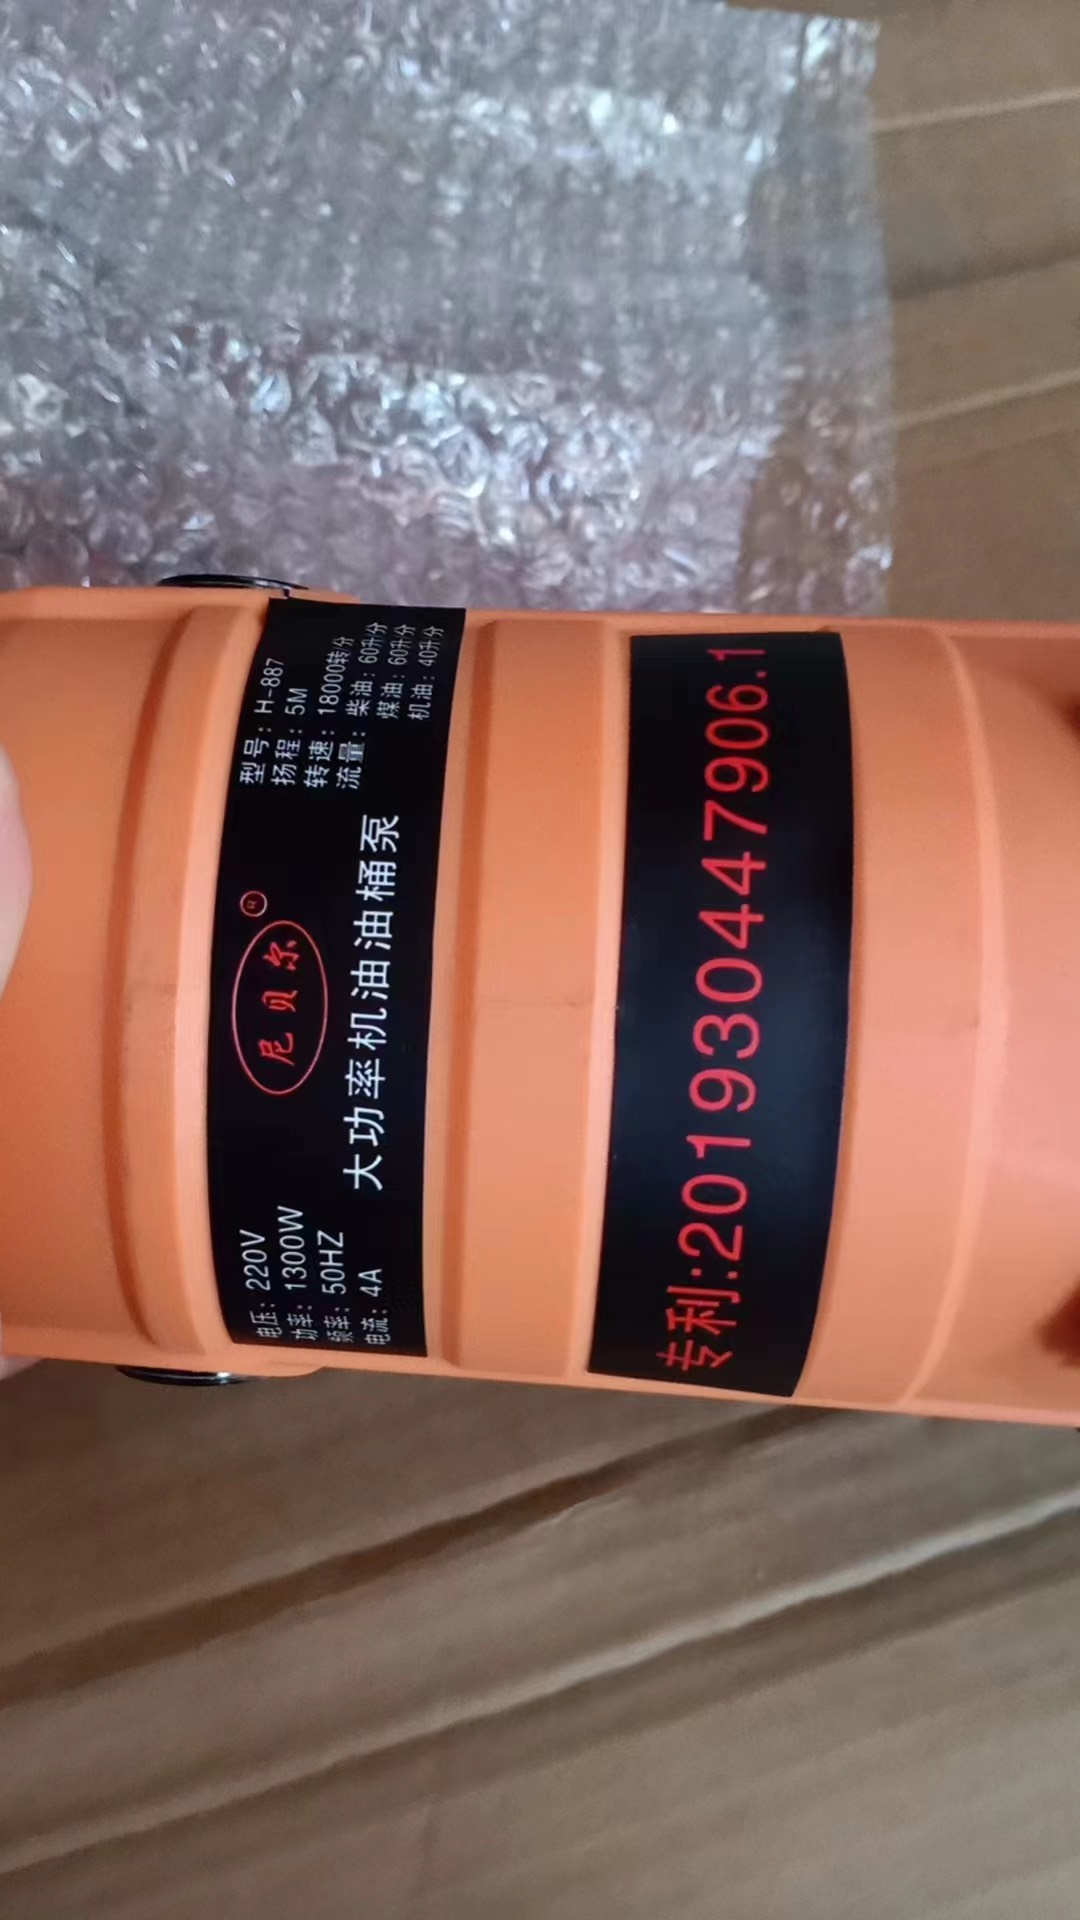 电压: 220V
功率: 1300W
频率: 50HZ
电流: 4A
尼贝尔
®
大功率机油油桶泵
型号: H-887
扬程: 5M
转速: 18000转/分
流量: 柴油: 60升/分
煤油: 60升/分
机油: 40升/分
专利:201930447906.1